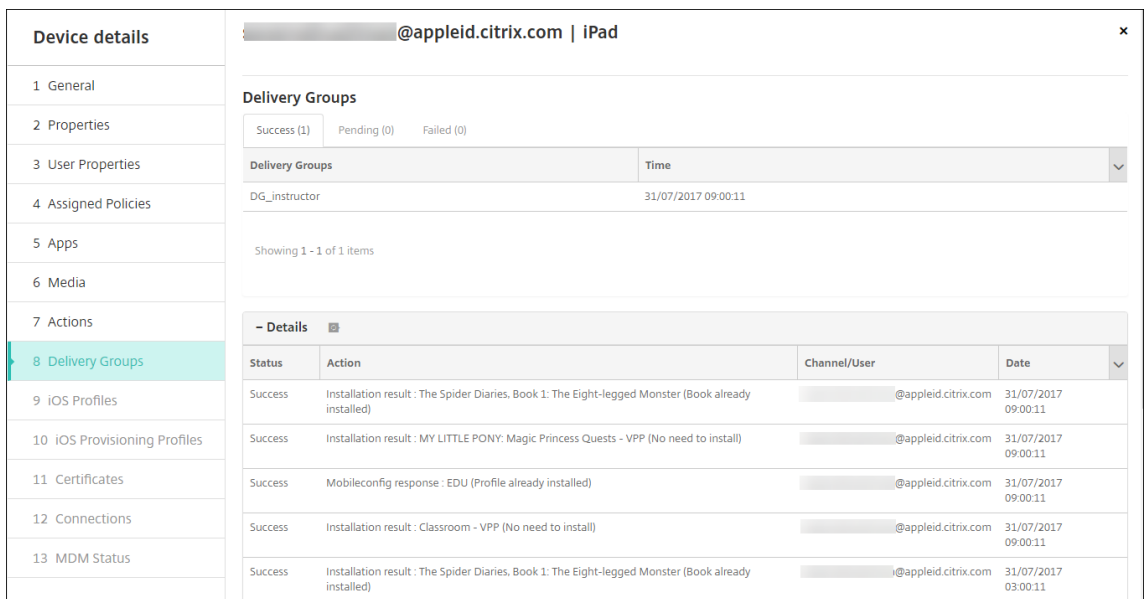 Device details
@appleid.citrix.com | iPad
×
1 General
2 Properties
3 User Properties
4 Assigned Policies
5 Apps
6 Media
7 Actions
8 Delivery Groups
9 iOS Profiles
10 iOS Provisioning Profiles
11 Certificates
12 Connections
13 MDM Status
Delivery Groups
Success (1) Pending (0) Failed (0)
Delivery Groups Time
DG_instructor 31/07/2017 09:00:11
Showing 1 - 1 of 1 items
– Details
Status Action Channel/User Date
Success Installation result : The Spider Diaries, Book 1: The Eight-legged Monster (Book already @appleid.citrix.com 31/07/2017
installed) 09:00:11
Success Installation result : MY LITTLE PONY: Magic Princess Quests - VPP (No need to install) @appleid.citrix.com 31/07/2017
09:00:11
Success Mobileconfig response : EDU (Profile already installed) @appleid.citrix.com 31/07/2017
09:00:11
Success Installation result : Classroom - VPP (No need to install) @appleid.citrix.com 31/07/2017
09:00:11
Success Installation result : The Spider Diaries, Book 1: The Eight-legged Monster (Book already @appleid.citrix.com 31/07/2017
installed) 03:00:11